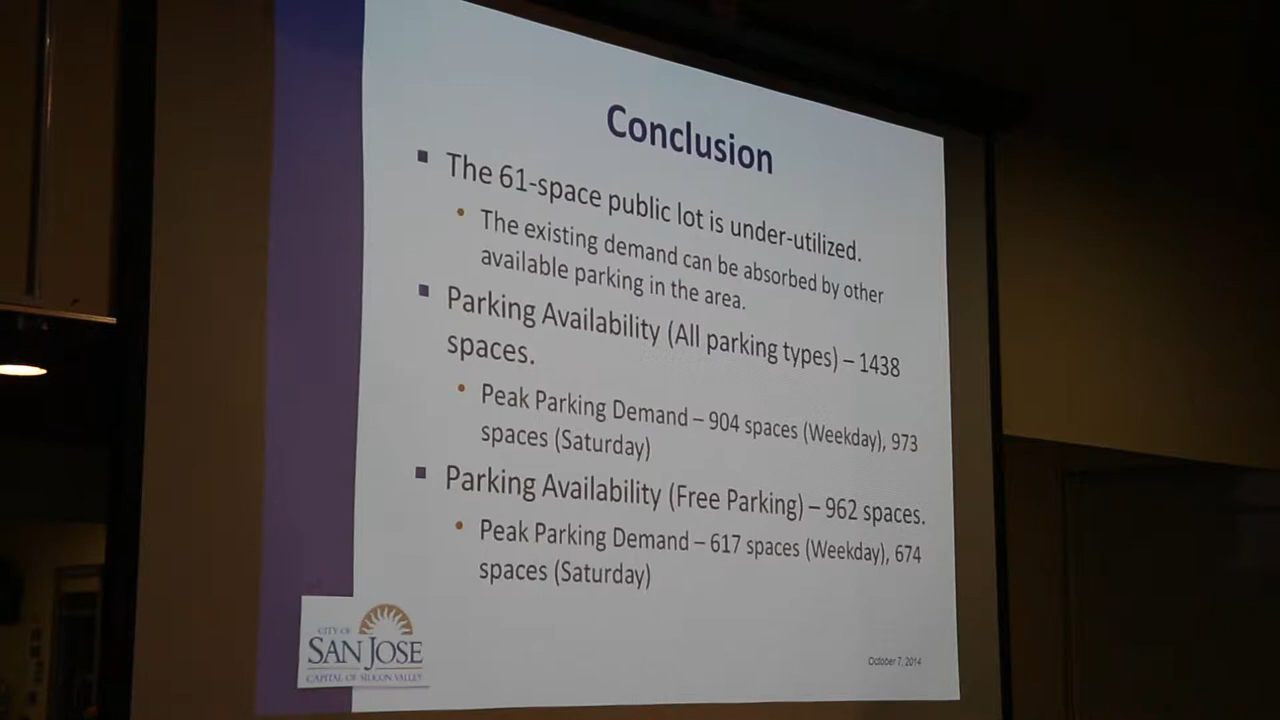 Conclusion
▪ The 61-space public lot is under-utilized.
• The existing demand can be absorbed by other
available parking in the area.
▪ Parking Availability (All parking types) – 1438
spaces.
• Peak Parking Demand – 904 spaces (Weekday), 973
spaces (Saturday)
▪ Parking Availability (Free Parking) – 962 spaces.
• Peak Parking Demand – 617 spaces (Weekday), 674
spaces (Saturday)
CITY OF
SAN JOSE
CAPITAL OF SILICON VALLEY
October 7, 2014